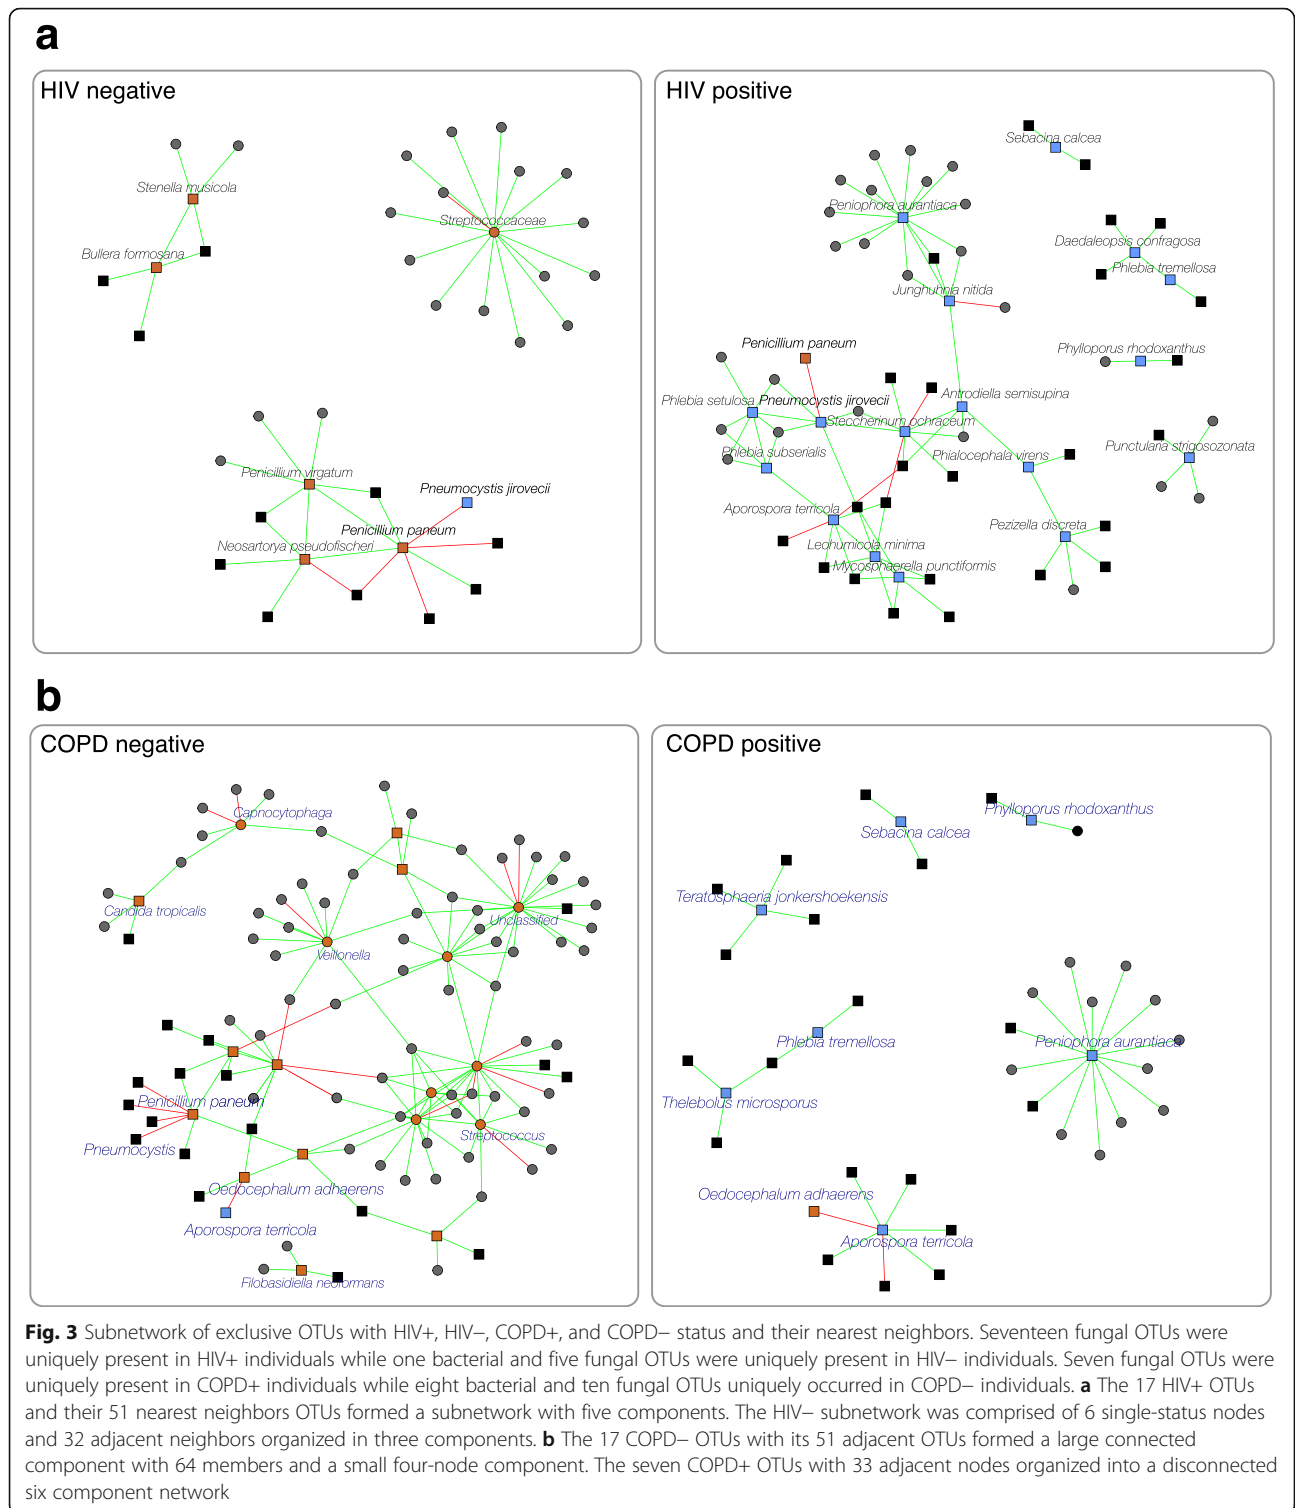 a
HIV negative
Stenella musicola
Bullera formosana
Streptococcaceae
Penicillium virgatum
Pneumocystis jirovecii
Penicillium paneum
Neosartorya pseudofischeri
HIV positive
Sebacina calcea
Peniophora aurantiaca
Daedaleopsis confragosa
Phlebia tremellosa
Junghuhnia nitida
Penicillium paneum
Phylloporus rhodoxanthus
Phlebia setulosa
Pneumocystis jirovecii
Antrodiella semisupina
Steccherinum ochraceum
Phlebia subserialis
Phialocephala virens
Punctularia strigosozonata
Aporospora terricola
Pezizella discreta
Leohumicola minima
Mycosphaerella punctiformis
b
COPD negative
Capnocytophaga
Candida tropicalis
Veillonella
Unclassified
Penicillium paneum
Pneumocystis
Streptococcus
Oedocephalum adhaerens
Aporospora terricola
Filobasidiella neoformans
COPD positive
Phylloporus rhodoxanthus
Sebacina calcea
Teratosphaeria jonkershoekensis
Phlebia tremellosa
Peniophora aurantiaca
Thelebolus microsporus
Oedocephalum adhaerens
Aporospora terricola
Fig. 3 Subnetwork of exclusive OTUs with HIV+, HIV−, COPD+, and COPD− status and their nearest neighbors. Seventeen fungal OTUs were
uniquely present in HIV+ individuals while one bacterial and five fungal OTUs were uniquely present in HIV− individuals. Seven fungal OTUs were
uniquely present in COPD+ individuals while eight bacterial and ten fungal OTUs uniquely occurred in COPD− individuals. a The 17 HIV+ OTUs
and their 51 nearest neighbors OTUs formed a subnetwork with five components. The HIV− subnetwork was comprised of 6 single-status nodes
and 32 adjacent neighbors organized in three components. b The 17 COPD− OTUs with its 51 adjacent OTUs formed a large connected
component with 64 members and a small four-node component. The seven COPD+ OTUs with 33 adjacent nodes organized into a disconnected
six component network